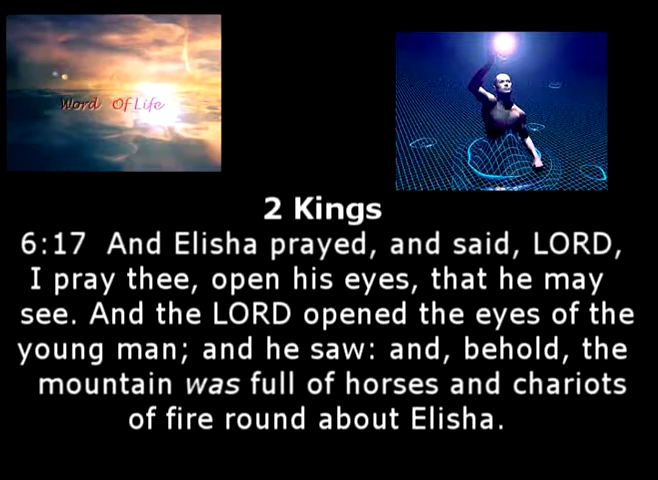 Word Of Life
2 Kings
6:17 And Elisha prayed, and said, LORD,
I pray thee, open his eyes, that he may
see. And the LORD opened the eyes of the
young man; and he saw: and, behold, the
mountain was full of horses and chariots
of fire round about Elisha.